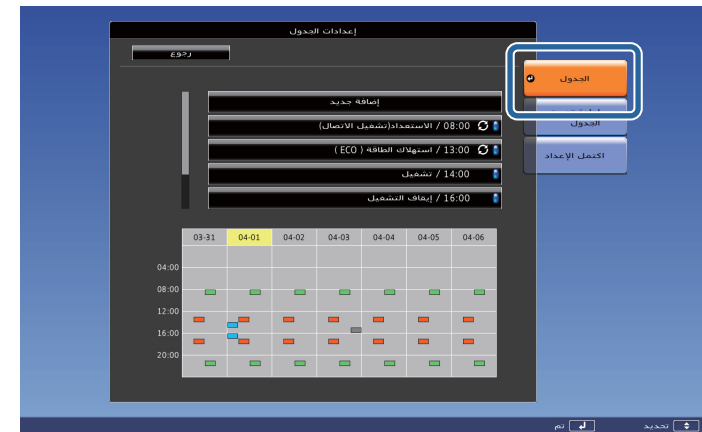 إعدادات الجدول
رجوع
الجدول
الجدول
اكتمل الإعداد
إضافة جديد
08:00 / الاستعداد(تشغيل الاتصال)
13:00 / استهلاك الطاقة ( ECO )
14:00 / تشغيل
16:00 / إيقاف التشغيل
03-31 04-01 04-02 04-03 04-04 04-05 04-06
04:00
08:00
12:00
16:00
20:00
تحديد تم